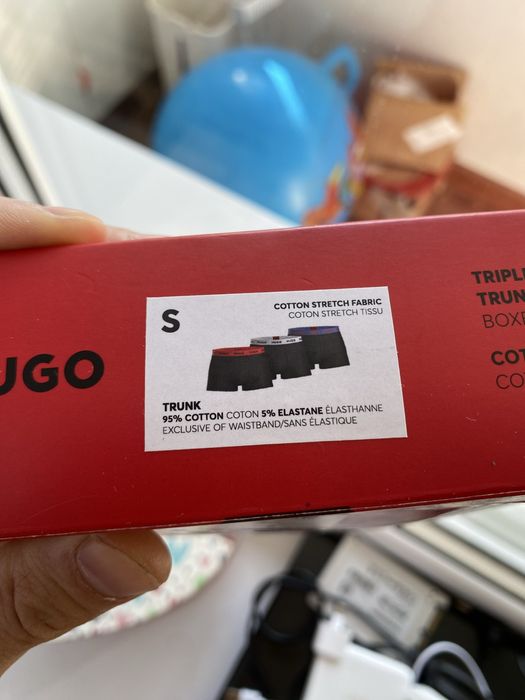 UGO
S
COTTON STRETCH FABRIC
COTON STRETCH TISSU
TRUNK
95% COTTON COTON 5% ELASTANE ÉLASTHANNE
EXCLUSIVE OF WAISTBAND/SANS ÉLASTIQUE
TRIPL
TRUN
BOX
COT
CO